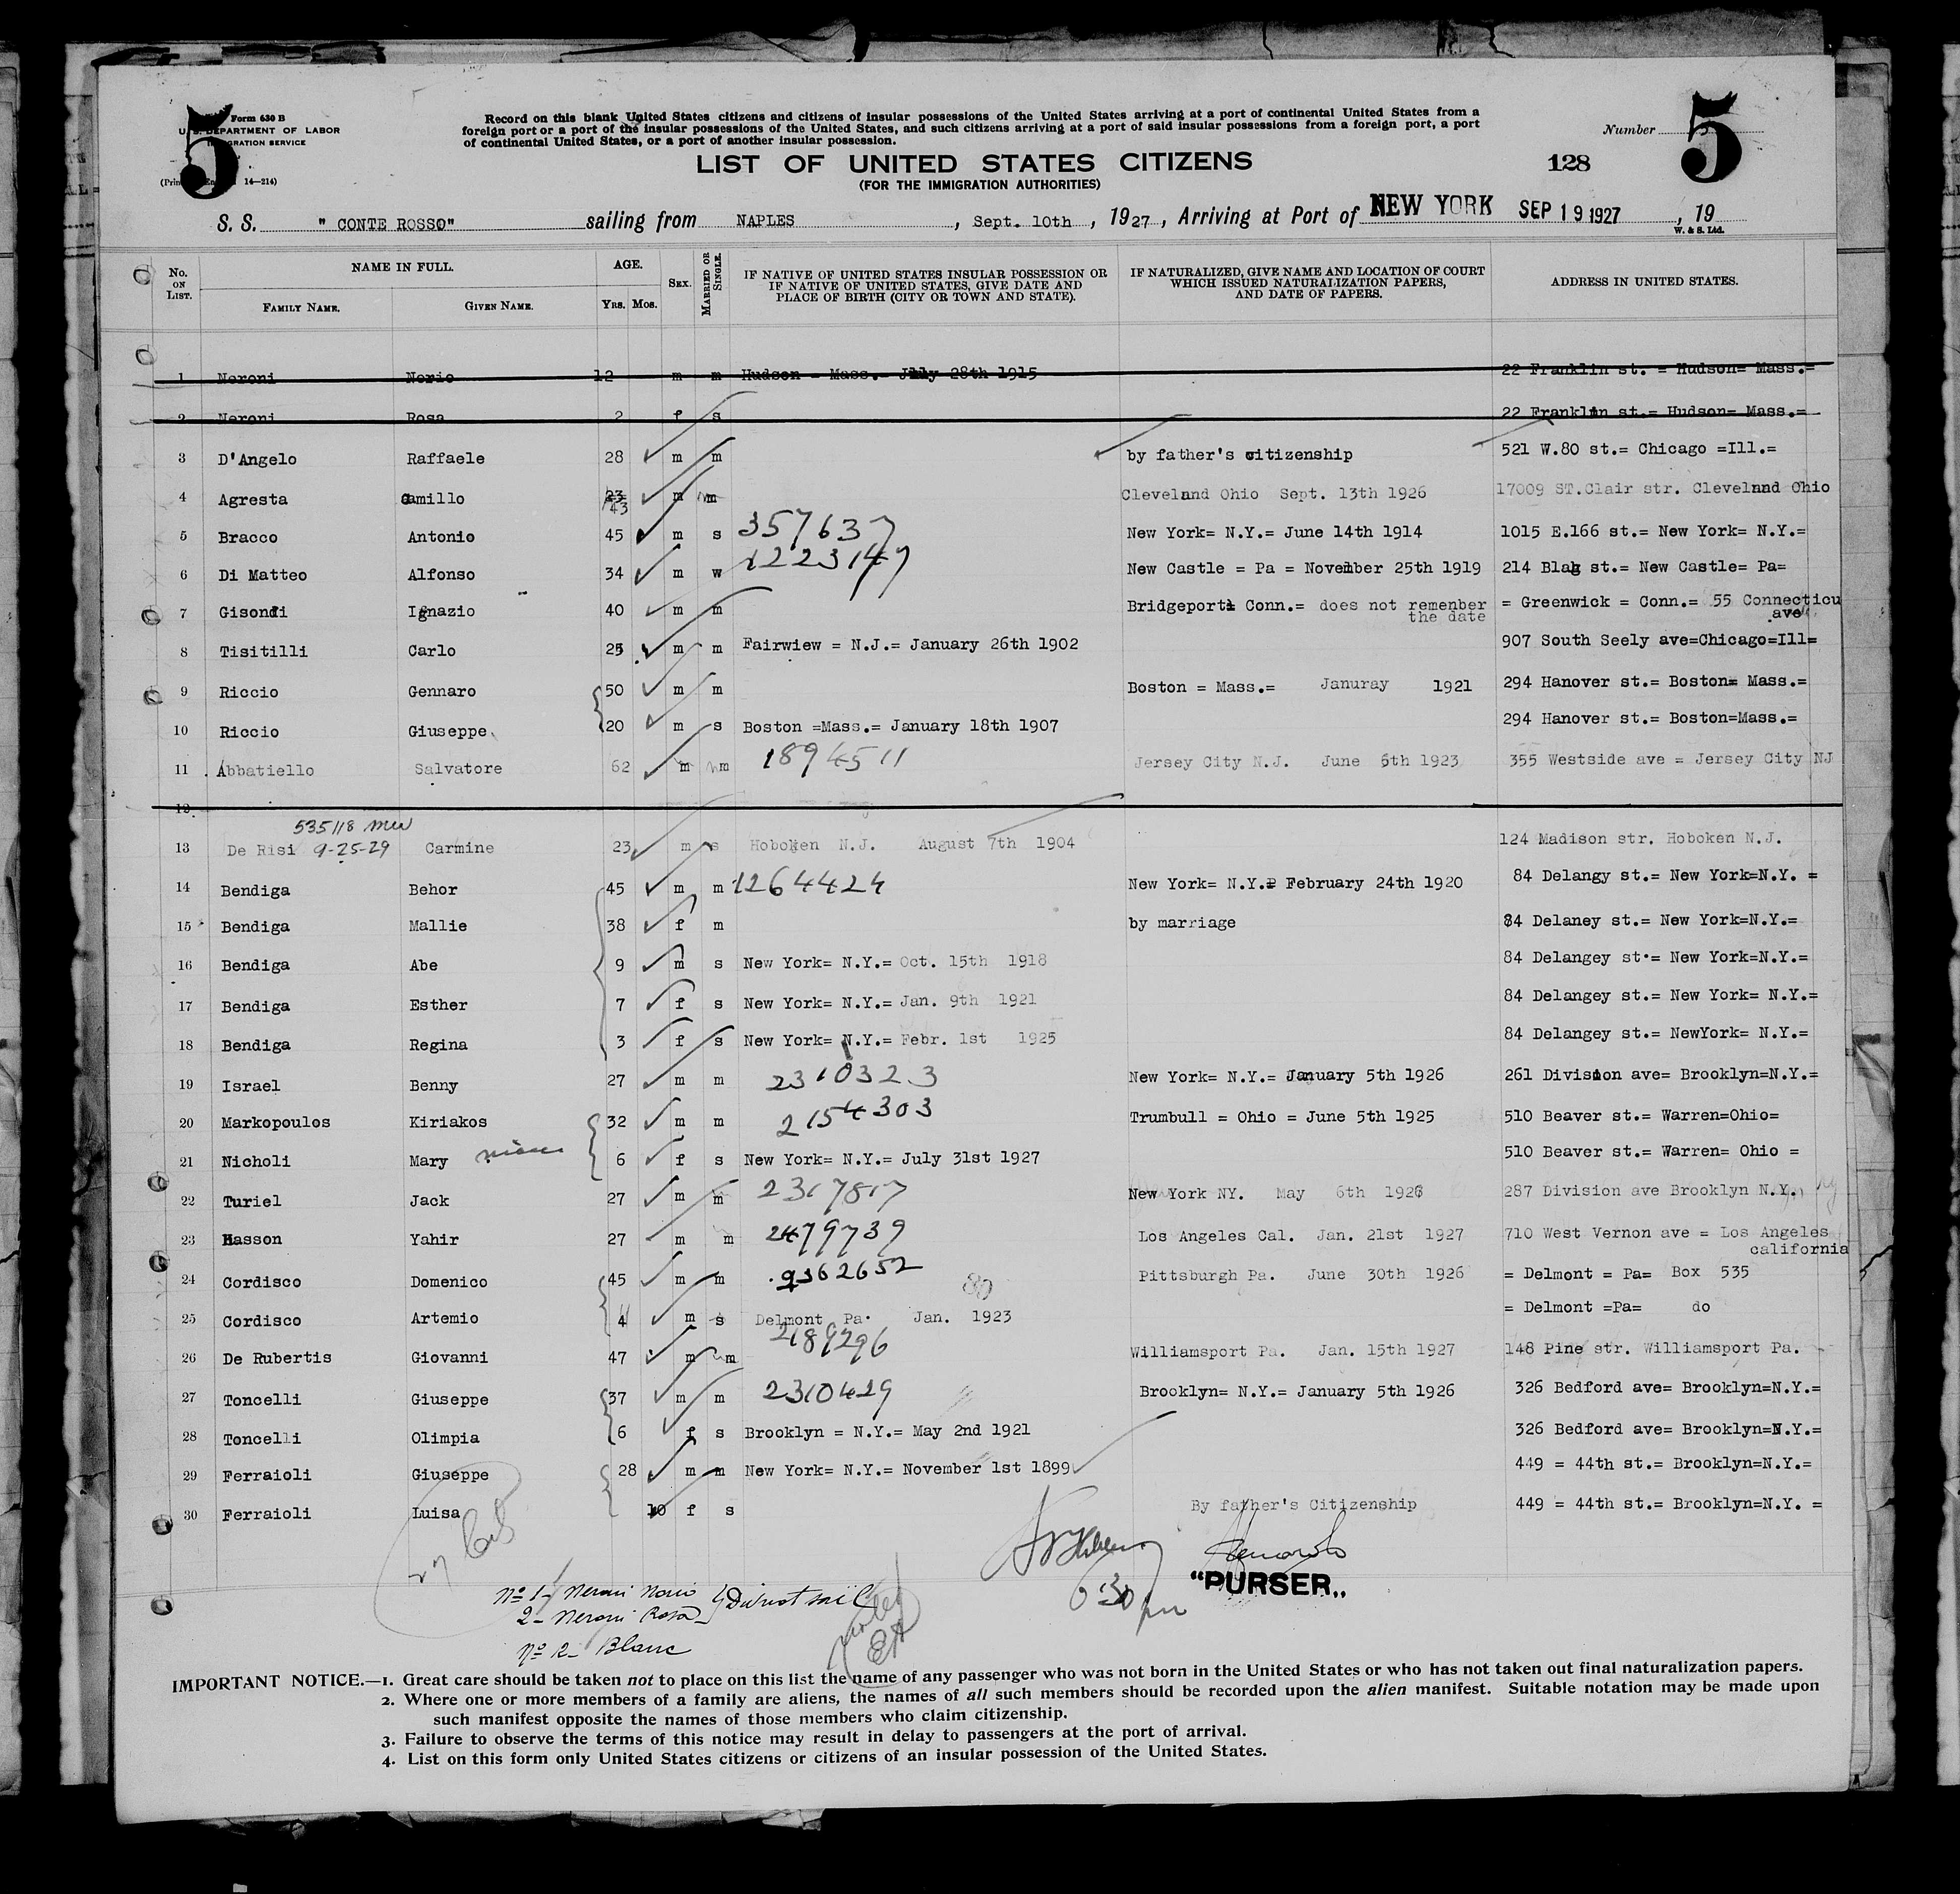 5
Form 630 B
U. S. DEPARTMENT OF LABOR
IMMIGRATION SERVICE
14—214)
Record on this blank United States citizens and citizens of insular possessions of the United States arriving at a port of continental United States from a
foreign port or a port of the insular possessions of the United States, and such citizens arriving at a port of said insular possessions from a foreign port, a port
of continental United States, or a port of another insular possession.
Number 5
LIST OF UNITED STATES CITIZENS
128
(FOR THE IMMIGRATION AUTHORITIES)
S. S. " CONTE ROSSO" sailing from NAPLES , Sept. 10th , 1927 , Arriving at Port of NEW YORK SEP 19 1927 , 19
W. & S. Ltd.
No. ON LIST. NAME IN FULL. FAMILY NAME. GIVEN NAME. AGE. YRS. MOS. SEX. MARRIED OR SINGLE. IF NATIVE OF UNITED STATES INSULAR POSSESSION OR IF NATIVE OF UNITED STATES, GIVE DATE AND PLACE OF BIRTH (CITY OR TOWN AND STATE). IF NATURALIZED, GIVE NAME AND LOCATION OF COURT WHICH ISSUED NATURALIZATION PAPERS, AND DATE OF PAPERS. ADDRESS IN UNITED STATES.
1 Neroni Nerio 12 m m Hudson = Mass.= July 28th 1915 22 Franklin st. = Hudson= Mass.=
2 Neroni Rosa 2 f s 22 Franklin st.= Hudson= Mass.=
3 D'Angelo Raffaele 28 m m by father's citizenship 521 W.80 st.= Chicago =Ill.=
4 Agresta Camillo 23 43 m m Cleveland Ohio Sept. 13th 1926 17009 ST.Clair str. Cleveland Ohio
5 Bracco Antonio 45 m s 357637 New York= N.Y.= June 14th 1914 1015 E.166 st.= New York= N.Y.=
6 Di Matteo Alfonso 34 m w 1223147 New Castle = Pa = November 25th 1919 214 st.= New Castle= Pa=
7 Gisondi Ignazio 40 m m Bridgeport Conn.= does not remenber the date = Greenwick = Conn.= 55 Connecticu ave
8 Tisitilli Carlo 25 m m Fairwiew = N.J.= January 26th 1902 907 South Seely ave=Chicago=Ill=
9 Riccio Gennaro 50 m m Boston = Mass.= Januray 1921 294 Hanover st.= Boston= Mass.=
10 Riccio Giuseppe 20 m s Boston =Mass.= January 18th 1907 294 Hanover st.= Boston=Mass.=
11 Abbatiello Salvatore 62 m m 1894511 Jersey City N.J. June 6th 1923 355 Westside ave = Jersey City NJ
12
535118
13 De Risi 9-25-29 Carmine 23 m s Hoboken N.J. August 7th 1904 124 Madison str. Hoboken N.J.
14 Bendiga Behor 45 m m 1264424 New York= N.Y.= February 24th 1920 84 Delangy st.= New York=N.Y. =
15 Bendiga Mallie 38 f m by marriage 84 Delaney st.= New York=N.Y.=
16 Bendiga Abe 9 m s New York= N.Y.= Oct. 15th 1918 84 Delangey st.= New York=N.Y.=
17 Bendiga Esther 7 f s New York= N.Y.= Jan. 9th 1921 84 Delangey st.= New York= N.Y.=
18 Bendiga Regina 3 f s New York= N.Y.= Febr. 1st 1925 84 Delangey st.= NewYork= N.Y.=
19 Israel Benny 27 m m 2310323 New York= N.Y.= January 5th 1926 261 Division ave= Brooklyn=N.Y.=
20 Markopoulos Kiriakos 32 m m 2154303 Trumbull = Ohio = June 5th 1925 510 Beaver st.= Warren=Ohio=
21 Nicholi Mary niece 6 f s New York= N.Y.= July 31st 1927 510 Beaver st.= Warren= Ohio =
22 Turiel Jack 27 m m 2317817 New York NY. May 6th 1926 287 Division ave Brooklyn N.Y.
23 Hasson Yahir 27 m m 2479739 Los Angeles Cal. Jan. 21st 1927 710 West Vernon ave = Los Angeles california
24 Cordisco Domenico 45 m m 2362652 Pittsburgh Pa. June 30th 1926 = Delmont = Pa= Box 535
25 Cordisco Artemio 4 m s Delmont Pa. Jan. 1923 = Delmont =Pa= do
26 De Rubertis Giovanni 47 m m 2189296 Williamsport Pa. Jan. 15th 1927 148 Pine str. Williamsport Pa.
27 Toncelli Giuseppe 37 m m 2310429 Brooklyn= N.Y.= January 5th 1926 326 Bedford ave= Brooklyn=N.Y.=
28 Toncelli Olimpia 6 f s Brooklyn = N.Y.= May 2nd 1921 326 Bedford ave= Brooklyn=N.Y.=
29 Ferraioli Giuseppe 28 m m New York= N.Y.= November 1st 1899 449 = 44th st.= Brooklyn=N.Y.=
30 Ferraioli Luisa 10 f s By father's Citizenship 449 = 44th st.= Brooklyn=N.Y. =
27
6 30 pm
"PURSER„
No 1- Neroni Nerio } Did not sail
2- Neroni Rosa
Blanc
IMPORTANT NOTICE.—1. Great care should be taken not to place on this list the name of any passenger who was not born in the United States or who has not taken out final naturalization papers.
2. Where one or more members of a family are aliens, the names of all such members should be recorded upon the alien manifest. Suitable notation may be made upon
such manifest opposite the names of those members who claim citizenship.
3. Failure to observe the terms of this notice may result in delay to passengers at the port of arrival.
4. List on this form only United States citizens or citizens of an insular possession of the United States.